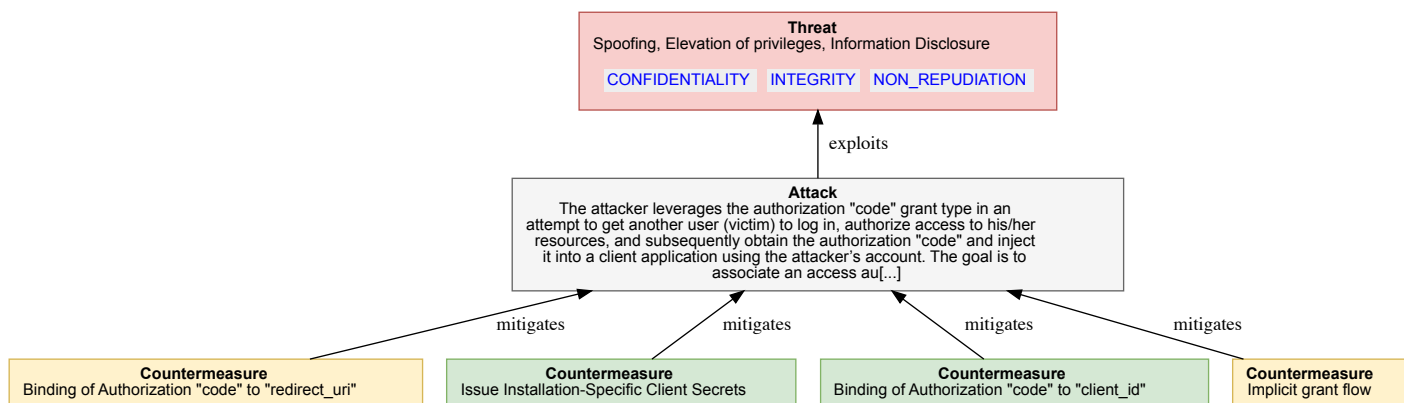 Threat
Spoofing, Elevation of privileges, Information Disclosure
CONFIDENTIALITY INTEGRITY NON_REPUDIATION
exploits
Attack
The attacker leverages the authorization "code" grant type in an
attempt to get another user (victim) to log in, authorize access to his/her
resources, and subsequently obtain the authorization "code" and inject
it into a client application using the attacker’s account. The goal is to
associate an access au[...]
mitigates mitigates mitigates mitigates
Countermeasure
Binding of Authorization "code" to "redirect_uri"
Countermeasure
Issue Installation-Specific Client Secrets
Countermeasure
Binding of Authorization "code" to "client_id"
Countermeasure
Implicit grant flow